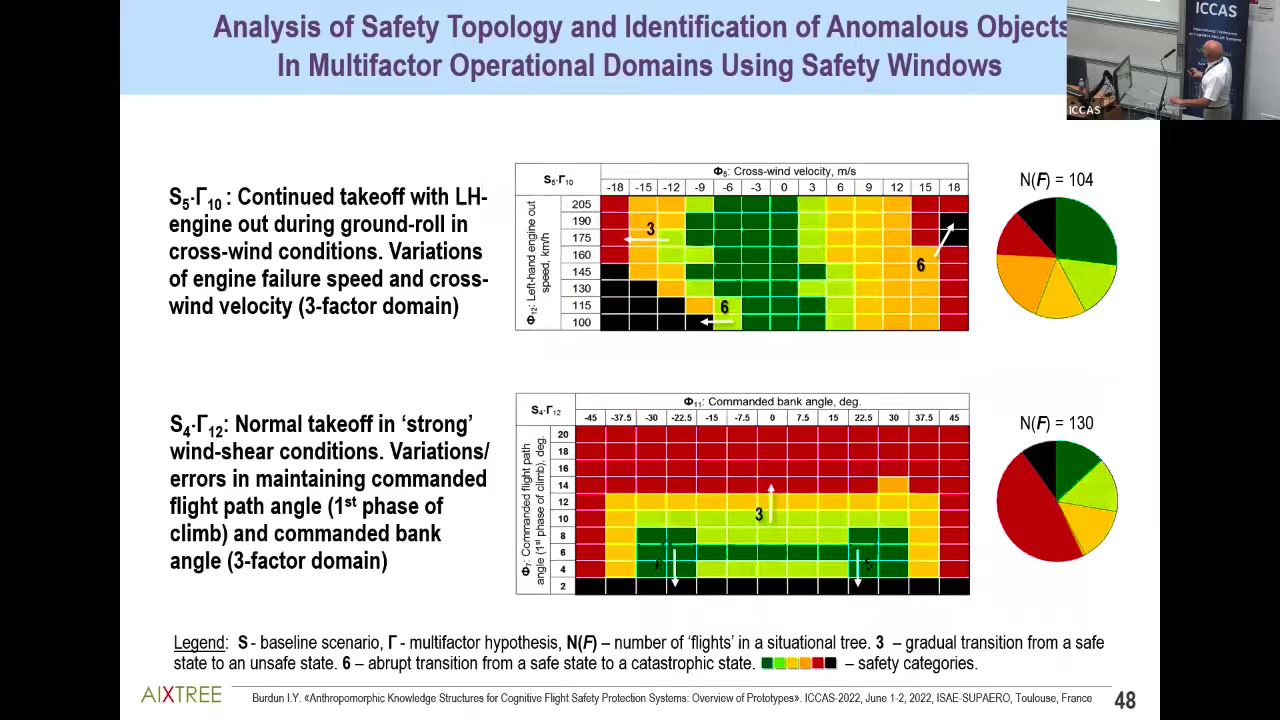 Analysis of Safety Topology and Identification of Anomalous Objects
In Multifactor Operational Domains Using Safety Windows
ICCAS
ICCAS
S5·Γ10 : Continued takeoff with LH-
engine out during ground-roll in
cross-wind conditions. Variations
of engine failure speed and cross-
wind velocity (3-factor domain)
S5·Γ10
Φ5: Cross-wind velocity, m/s
-18 -15 -12 -9 -6 -3 0 3 6 9 12 15 18
Φ12: Left-hand engine out
speed, km/h
205
190
175
160
145
130
115
100
3
6
6
N(F) = 104
S4·Γ12: Normal takeoff in ‘strong’
wind-shear conditions. Variations/
errors in maintaining commanded
flight path angle (1st phase of
climb) and commanded bank
angle (3-factor domain)
S4·Γ12
Φ11: Commanded bank angle, deg.
-45 -37.5 -30 -22.5 -15 -7.5 0 7.5 15 22.5 30 37.5 45
Φ7: Commanded flight path
angle (1st phase of climb), deg.
20
18
16
14
12
10
8
6
4
2
3
N(F) = 130
Legend: S - baseline scenario, Γ - multifactor hypothesis, N(F) – number of ‘flights’ in a situational tree. 3 – gradual transition from a safe
state to an unsafe state. 6 – abrupt transition from a safe state to a catastrophic state. – safety categories.
AIXTREE
Burdun I.Y. «Anthropomorphic Knowledge Structures for Cognitive Flight Safety Protection Systems: Overview of Prototypes». ICCAS-2022, June 1-2, 2022, ISAE-SUPAERO, Toulouse, France
48